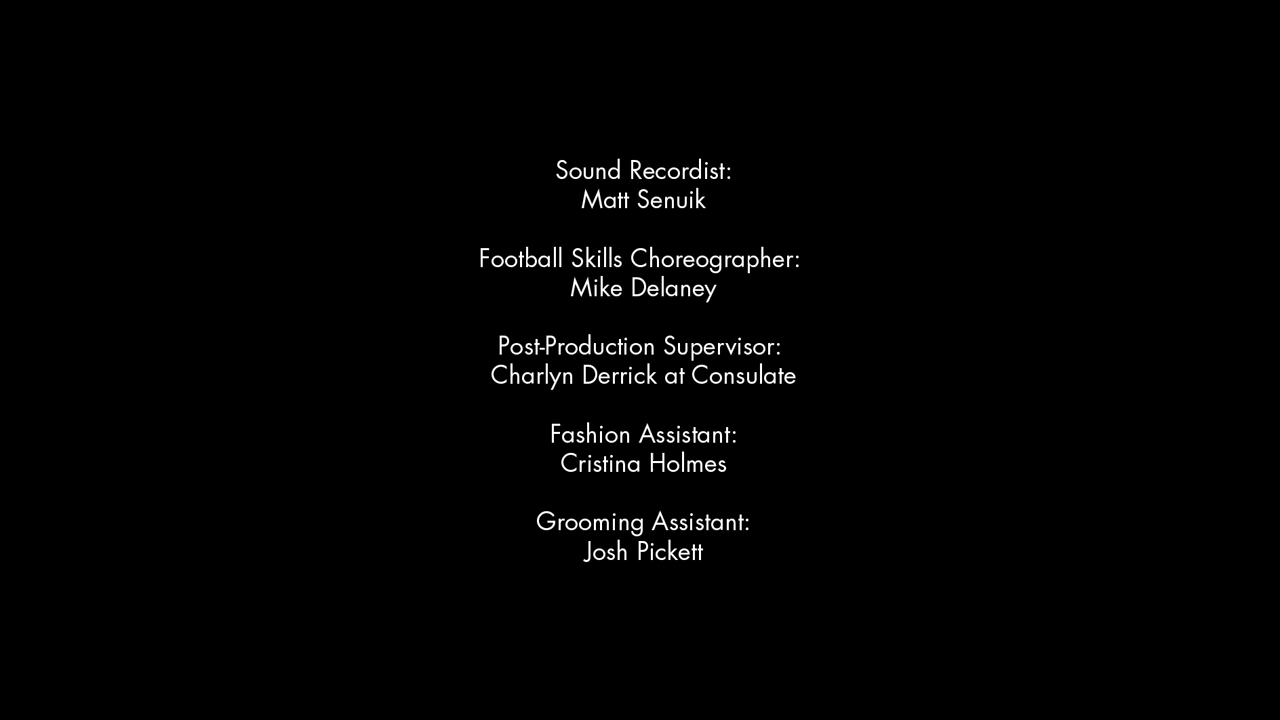 Sound Recordist:
Matt Senuik
Football Skills Choreographer:
Mike Delaney
Post-Production Supervisor:
Charlyn Derrick at Consulate
Fashion Assistant:
Cristina Holmes
Grooming Assistant:
Josh Pickett